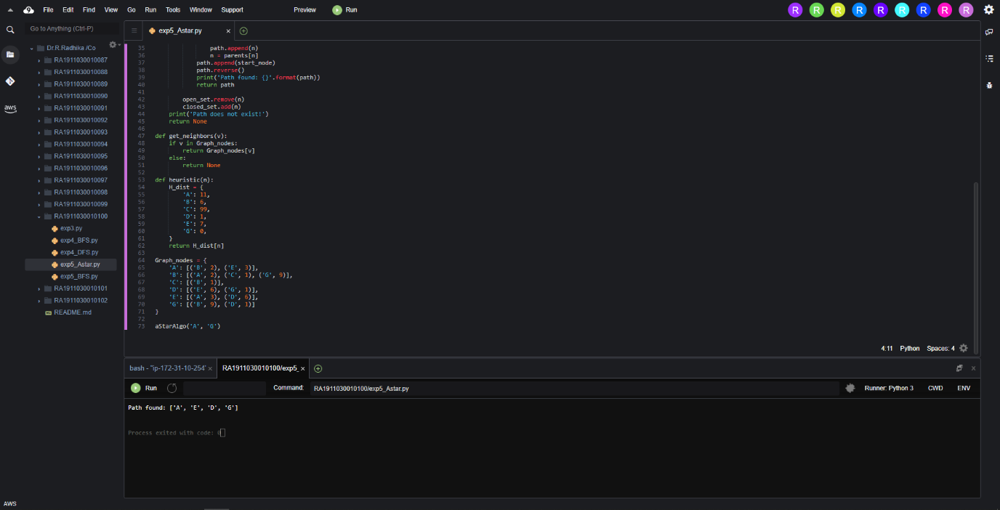 File Edit Find View Go Run Tools Window Support Preview Run R R R R R R R R R
Go to Anything (Ctrl-P)
exp5_Astar.py
Dr.R.Radhika /Co
RA1911030010087
RA1911030010088
RA1911030010089
RA1911030010090
RA1911030010091
RA1911030010092
RA1911030010093
RA1911030010094
RA1911030010095
RA1911030010096
RA1911030010097
RA1911030010098
RA1911030010099
RA1911030010100
exp3.py
exp4_BFS.py
exp4_DFS.py
exp5_Astar.py
exp5_BFS.py
RA1911030010101
RA1911030010102
README.md
aws
35 path.append(n)
36 n = parents[n]
37 path.append(start_node)
38 path.reverse()
39 print('Path found: {}'.format(path))
40 return path
41
42 open_set.remove(n)
43 closed_set.add(n)
44 print('Path does not exist!')
45 return None
46
47 def get_neighbors(v):
48 if v in Graph_nodes:
49 return Graph_nodes[v]
50 else:
51 return None
52
53 def heuristic(n):
54 H_dist = {
55 'A': 11,
56 'B': 6,
57 'C': 99,
58 'D': 1,
59 'E': 7,
60 'G': 0,
61 }
62 return H_dist[n]
63
64 Graph_nodes = {
65 'A': [('B', 2), ('E', 3)],
66 'B': [('A', 2), ('C', 1), ('G', 9)],
67 'C': [('B', 1)],
68 'D': [('E', 6), ('G', 1)],
69 'E': [('A', 3), ('D', 6)],
70 'G': [('B', 9), ('D', 1)]
71 }
72
73 aStarAlgo('A', 'G')
4:11 Python Spaces: 4
bash - "ip-172-31-10-254" RA1911030010100/exp5_
Run Command: RA1911030010100/exp5_Astar.py Runner: Python 3 CWD ENV
Path found: ['A', 'E', 'D', 'G']
Process exited with code: 0
AWS